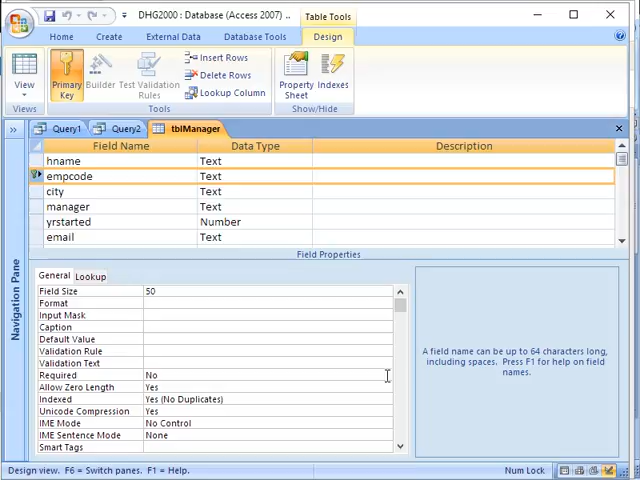 DHG2000 : Database (Access 2007) ..
Table Tools
Home Create External Data Database Tools Design
View
Primary Key
Builder
Test Validation Rules
Insert Rows
Delete Rows
Lookup Column
Property Sheet
Indexes
Views Tools Show/Hide
Query1 Query2 tblManager
Field Name Data Type Description
hname Text
empcode Text
city Text
manager Text
yrstarted Number
email Text
Field Properties
Navigation Pane
General Lookup
Field Size 50
Format
Input Mask
Caption
Default Value
Validation Rule
Validation Text
Required No
Allow Zero Length Yes
Indexed Yes (No Duplicates)
Unicode Compression Yes
IME Mode No Control
IME Sentence Mode None
Smart Tags
A field name can be up to 64 characters long,
including spaces. Press F1 for help on field
names.
Design view. F6 = Switch panes. F1 = Help.
Num Lock